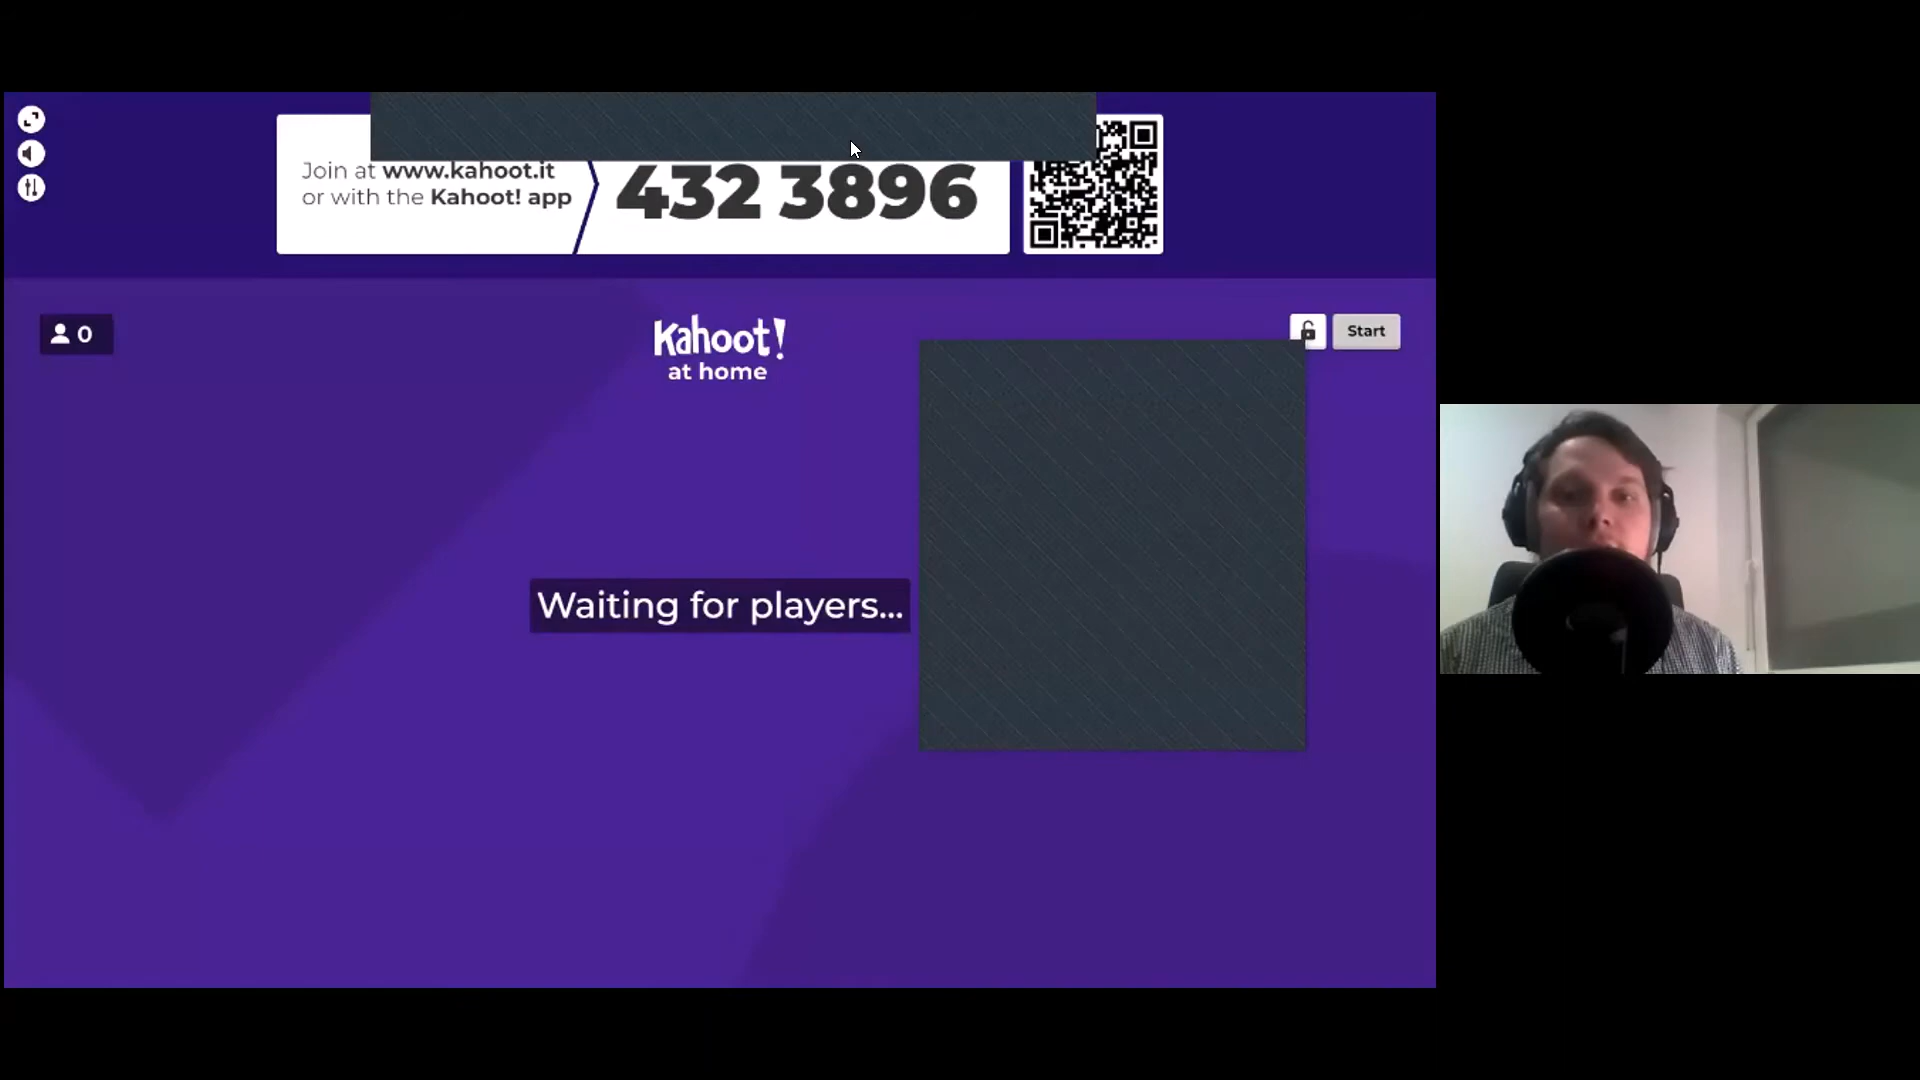 Join at www.kahoot.it
or with the Kahoot! app
432 3896
0
Kahoot!
at home
Start
Waiting for players...